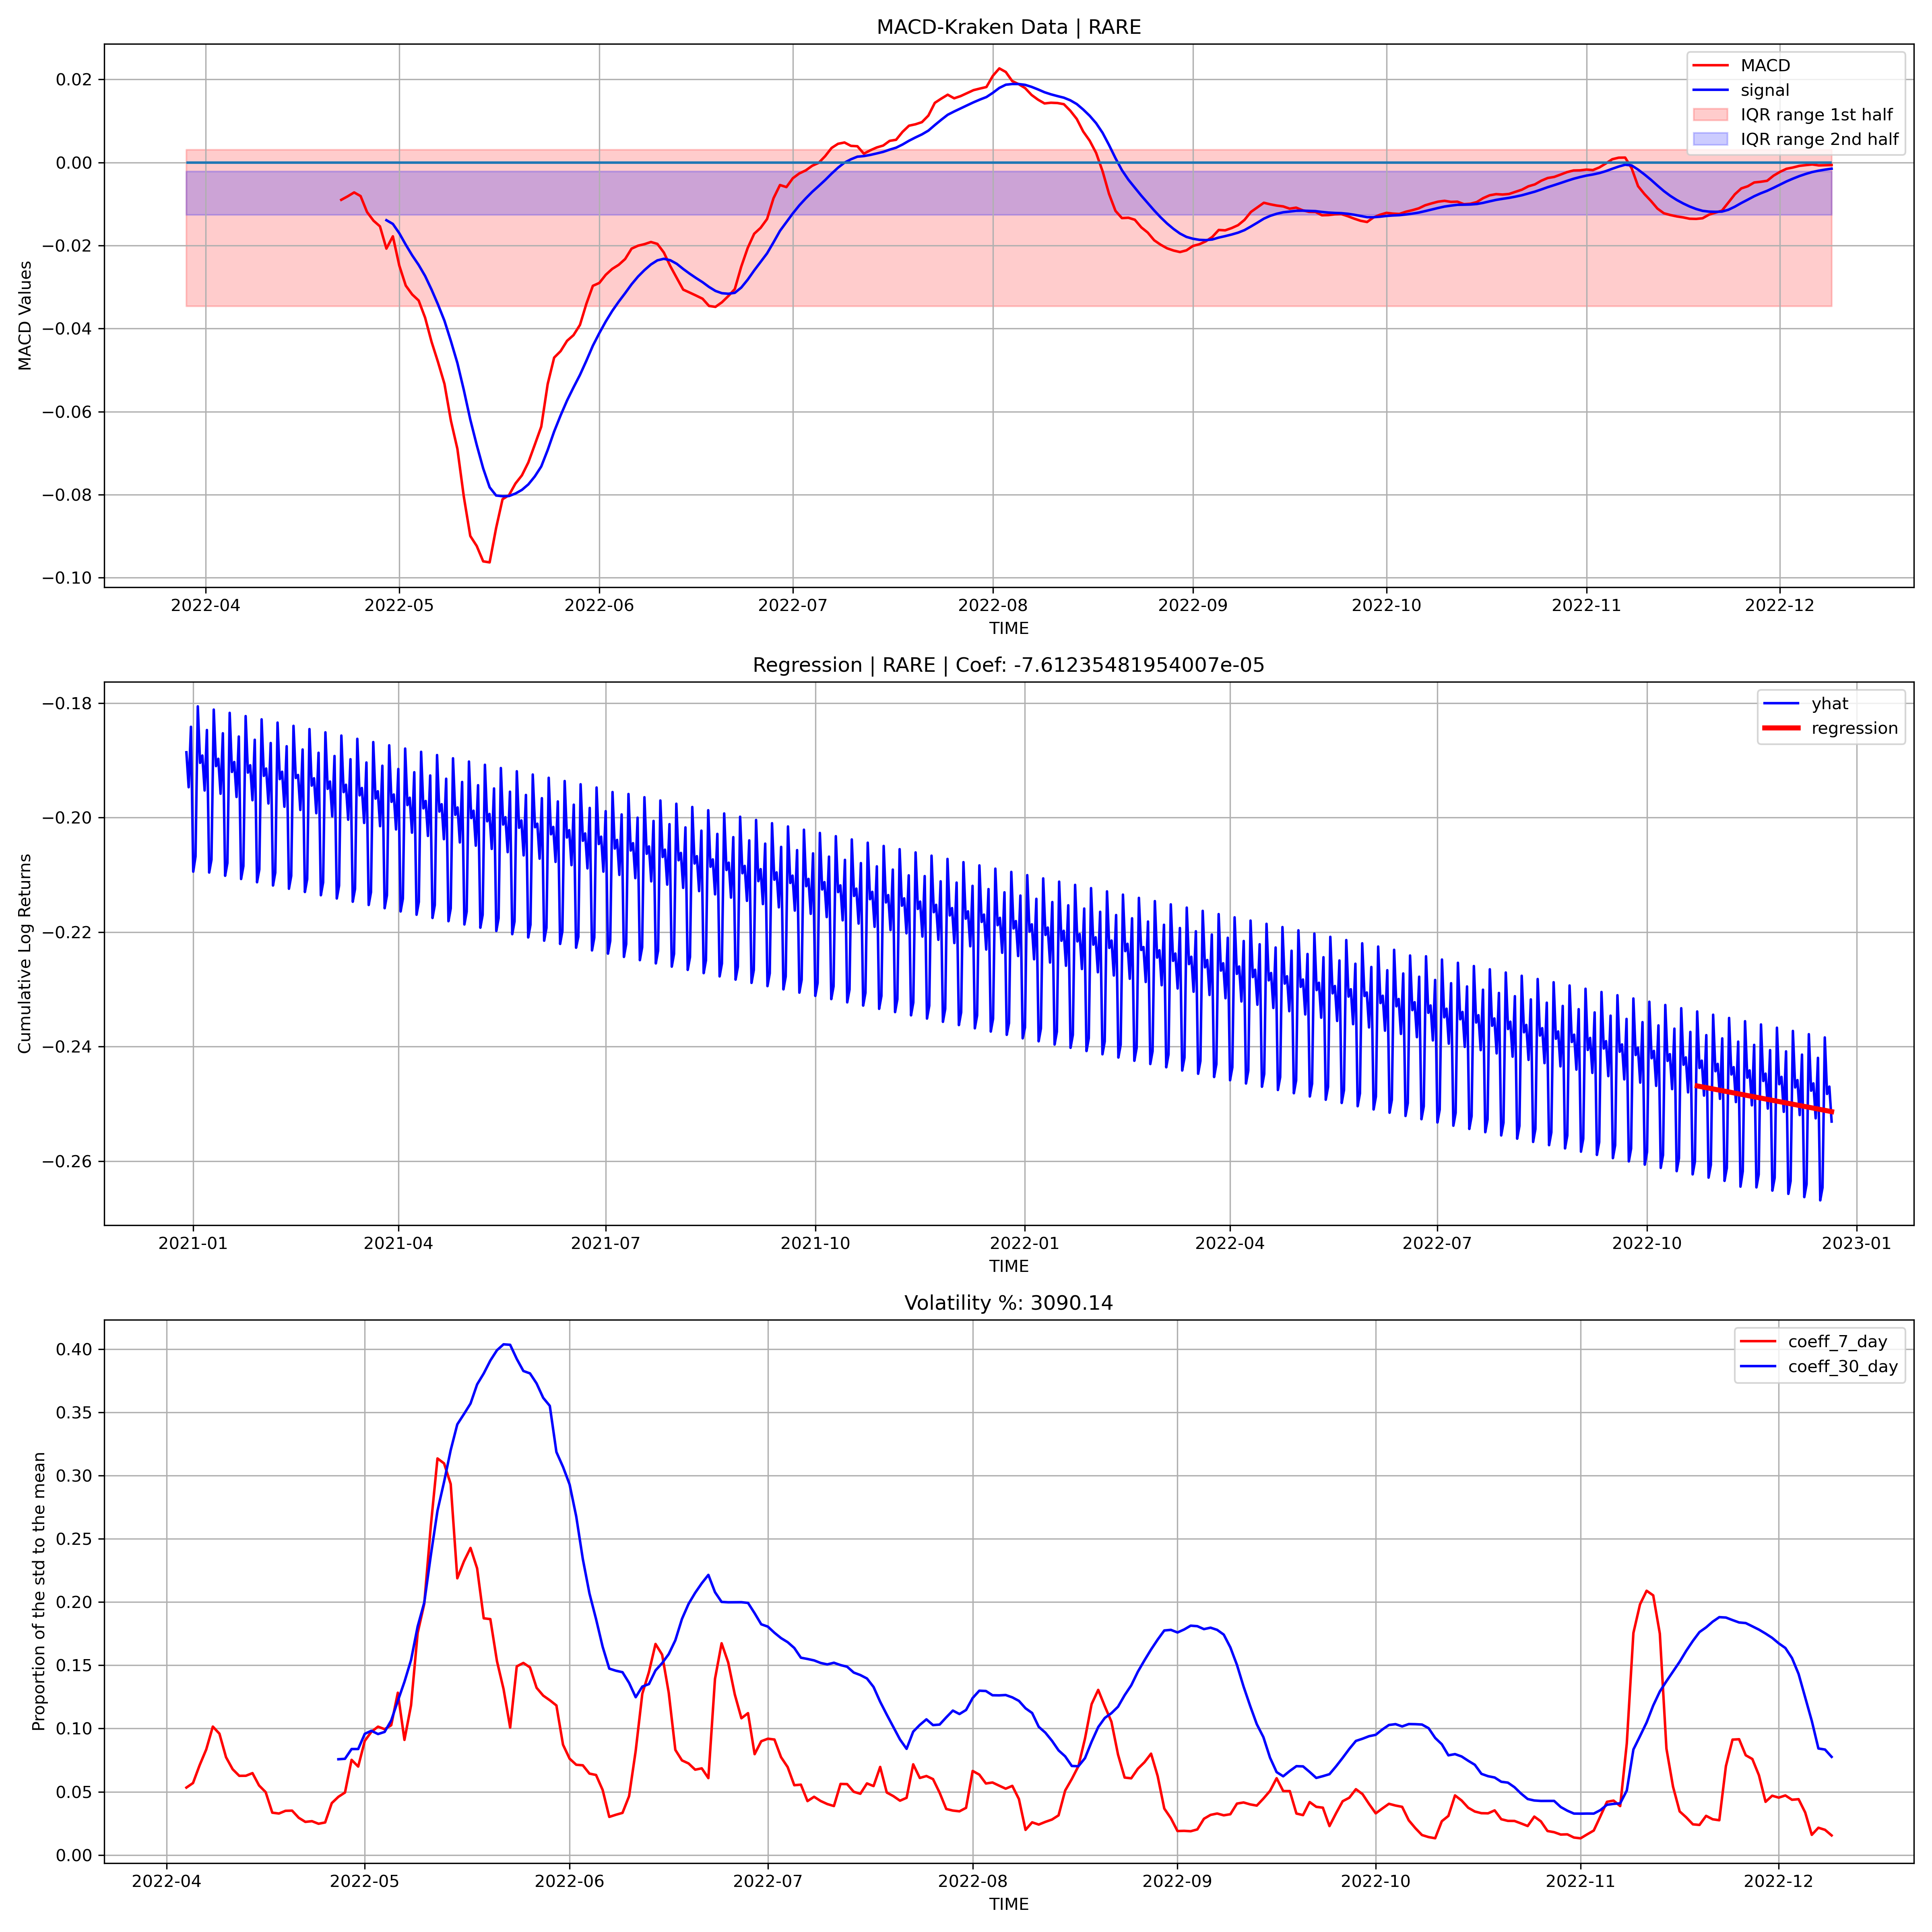 MACD-Kraken Data | RARE
MACD Values
0.02
0.00
−0.02
−0.04
−0.06
−0.08
−0.10
MACD
signal
IQR range 1st half
IQR range 2nd half
2022-04 2022-05 2022-06 2022-07 2022-08 2022-09 2022-10 2022-11 2022-12
TIME
Regression | RARE | Coef: -7.61235481954007e-05
Cumulative Log Returns
−0.18
−0.20
−0.22
−0.24
−0.26
yhat
regression
2021-01 2021-04 2021-07 2021-10 2022-01 2022-04 2022-07 2022-10 2023-01
TIME
Volatility %: 3090.14
Proportion of the std to the mean
0.40
0.35
0.30
0.25
0.20
0.15
0.10
0.05
0.00
coeff_7_day
coeff_30_day
2022-04 2022-05 2022-06 2022-07 2022-08 2022-09 2022-10 2022-11 2022-12
TIME